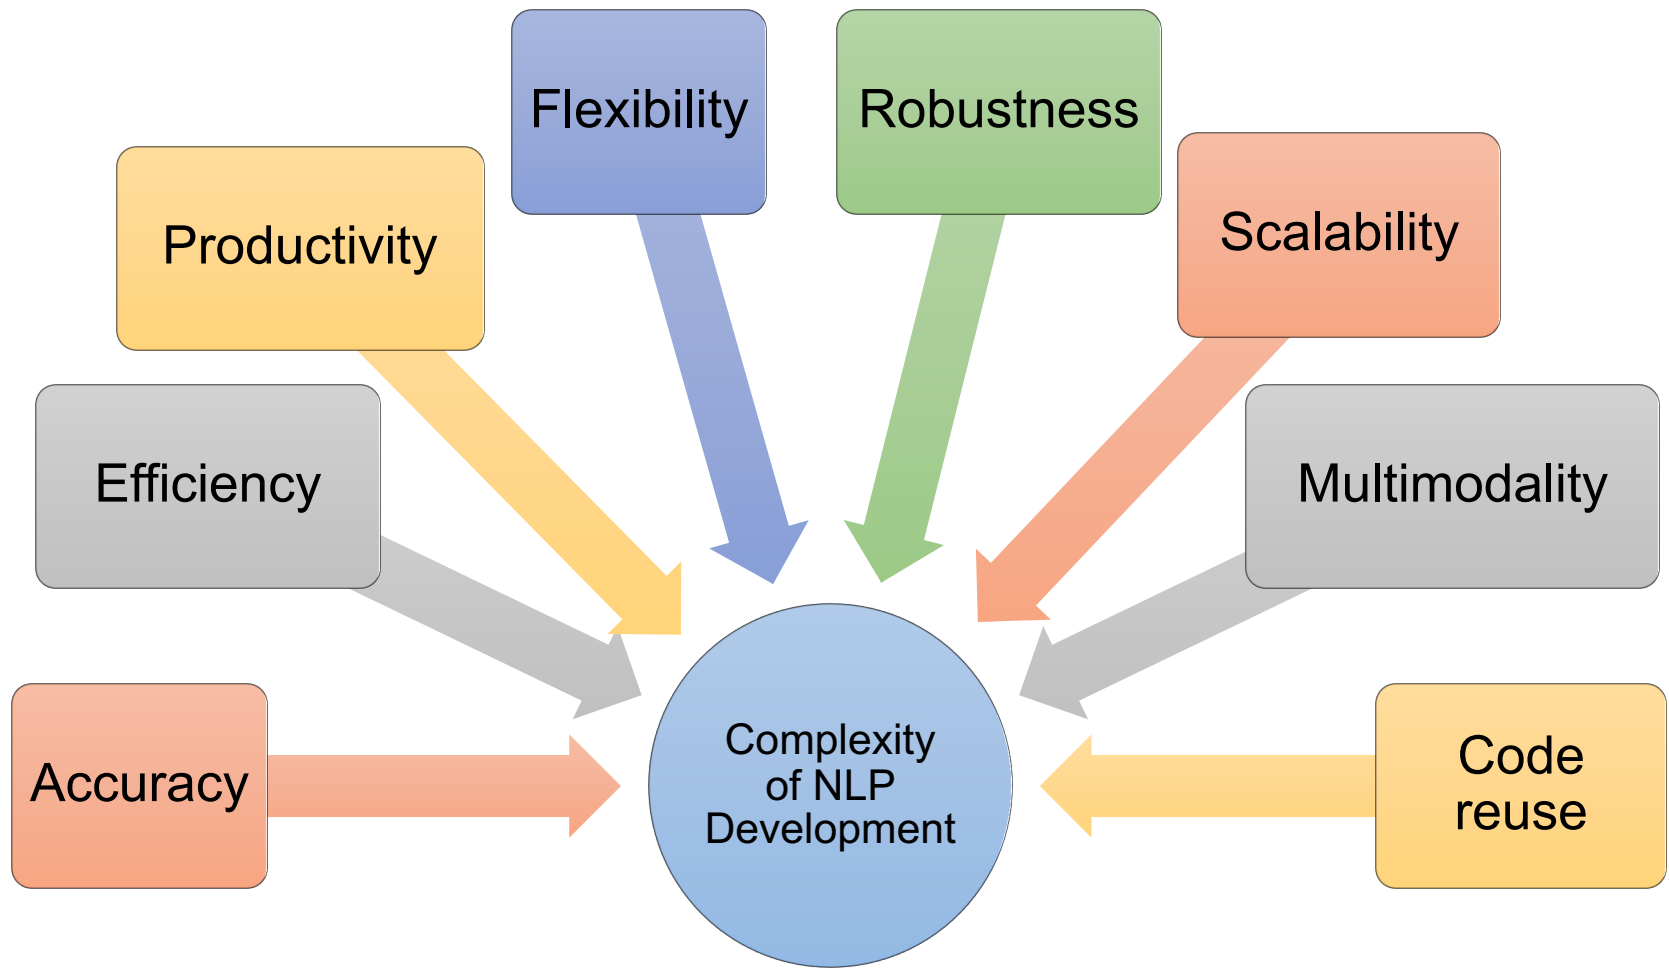 Flexibility
Robustness
Productivity
Scalability
Efficiency
Multimodality
Accuracy
Complexity
of NLP
Development
Code
reuse